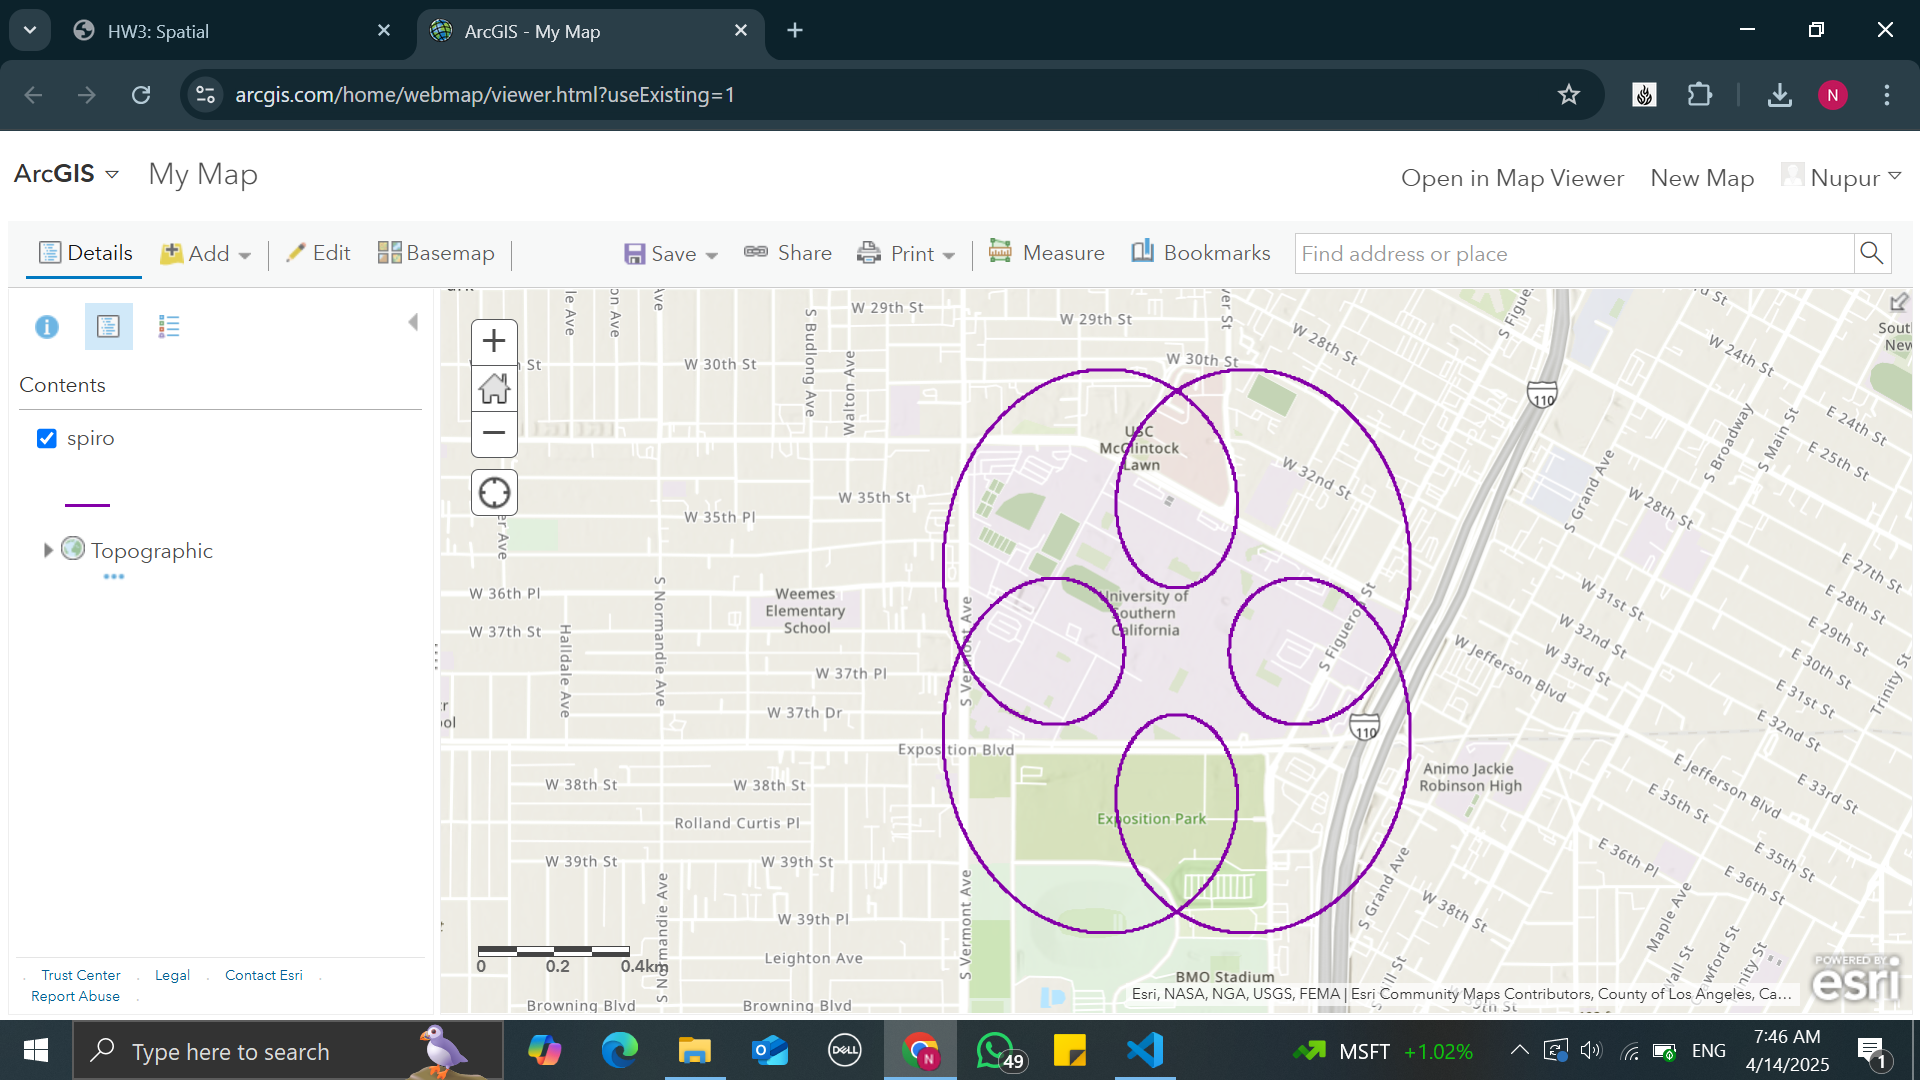 HW3: Spatial
ArcGIS - My Map
arcgis.com/home/webmap/viewer.html?useExisting=1
N
ArcGIS
My Map
Open in Map Viewer
New Map
Nupur
Details
Add
Edit
Basemap
Save
Share
Print
Measure
Bookmarks
Find address or place
Contents
spiro
Topographic
Trust Center
Legal
Contact Esri
Report Abuse
W 29th St
W 29th St
W 30th St
W 30th St
W 28th St
S Budlong Ave
Walton Ave
W 24th St
110
USC
McClintock
Lawn
W 32nd St
S Broadway
S Main St
E 24th St
E 25th St
W 35th St
W 35th Pl
S Grand Ave
W 28th St
W 36th Pl
W 37th St
Halldale Ave
S Normandie Ave
Weemes
Elementary
School
W 37th Pl
W 37th Dr
S Vermont Ave
University of
Southern
California
S Figueroa St
W 31st St
W 32nd St
W 33rd St
W Jefferson Blvd
E 27th St
E 28th St
E 29th St
E 30th St
E 31st St
E 32nd St
E 33rd St
Trinity St
110
Exposition Blvd
W 38th St
W 38th St
Rolland Curtis Pl
W 39th St
W 39th St
W 39th Pl
Leighton Ave
S Normandie Ave
Browning Blvd
Browning Blvd
S Vermont Ave
Exposition Park
Animo Jackie
Robinson High
E Jefferson Blvd
E 35th St
E 36th Pl
E 35th St
E 36th St
S Grand Ave
W 38th St
Maple Ave
BMO Stadium
0
0.2
0.4km
Esri, NASA, NGA, USGS, FEMA | Esri Community Maps Contributors, County of Los Angeles, Ca...
POWERED BY
esri
Type here to search
DELL
N
49
MSFT +1.02%
ENG
7:46 AM
4/14/2025
1